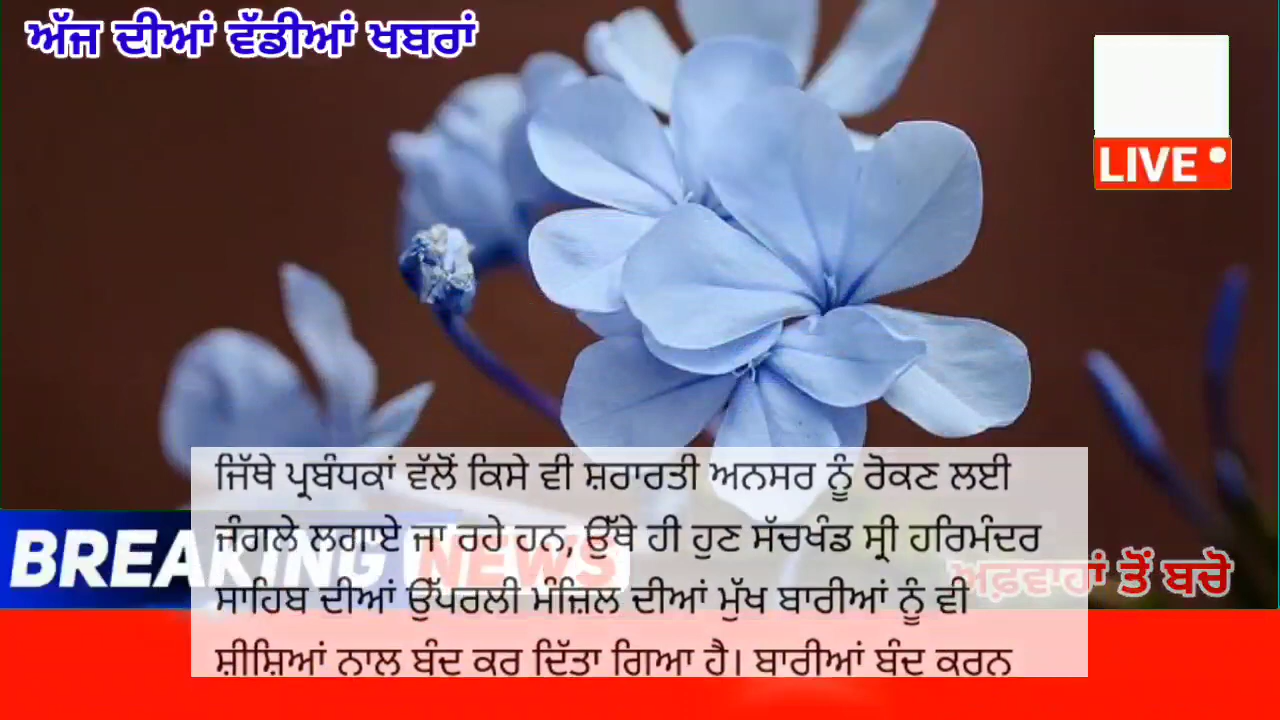 ਅੱਜ ਦੀਆਂ ਵੱਡੀਆਂ ਖਬਰਾਂ
LIVE
ਜਿੱਥੇ ਪ੍ਰਬੰਧਕਾਂ ਵੱਲੋਂ ਕਿਸੇ ਵੀ ਸ਼ਰਾਰਤੀ ਅਨਸਰ ਨੂੰ ਰੋਕਣ ਲਈ
ਜੰਗਲੇ ਲਗਾਏ ਜਾ ਰਹੇ ਹਨ, ਉੱਥੇ ਹੀ ਹੁਣ ਸੱਚਖੰਡ ਸ੍ਰੀ ਹਰਿਮੰਦਰ
ਸਾਹਿਬ ਦੀਆਂ ਉੱਪਰਲੀ ਮੰਜ਼ਿਲ ਦੀਆਂ ਮੁੱਖ ਬਾਰੀਆਂ ਨੂੰ ਵੀ
ਸ਼ੀਸ਼ਿਆਂ ਨਾਲ ਬੰਦ ਕਰ ਦਿੱਤਾ ਗਿਆ ਹੈ। ਬਾਰੀਆਂ ਬੰਦ ਕਰਨ
BREAKING NEWS
ਅਫ਼ਵਾਹਾਂ ਤੋਂ ਬਚੋ